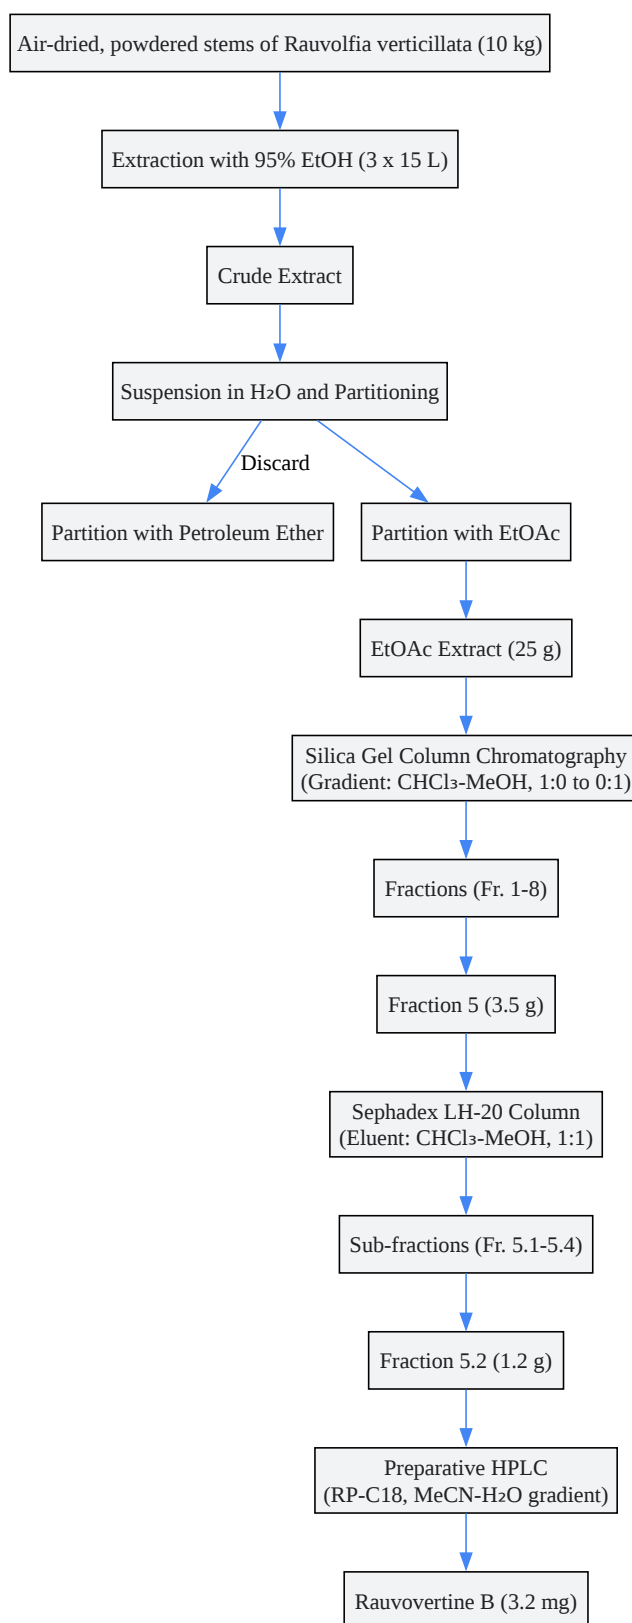 Air-dried, powdered stems of Rauvolfia verticillata (10 kg)
Extraction with 95% EtOH (3 x 15 L)
Crude Extract
Suspension in H₂O and Partitioning
Discard
Partition with Petroleum Ether
Partition with EtOAc
EtOAc Extract (25 g)
Silica Gel Column Chromatography
(Gradient: CHCl₃-MeOH, 1:0 to 0:1)
Fractions (Fr. 1-8)
Fraction 5 (3.5 g)
Sephadex LH-20 Column
(Eluent: CHCl₃-MeOH, 1:1)
Sub-fractions (Fr. 5.1-5.4)
Fraction 5.2 (1.2 g)
Preparative HPLC
(RP-C18, MeCN-H₂O gradient)
Rauvovertine B (3.2 mg)